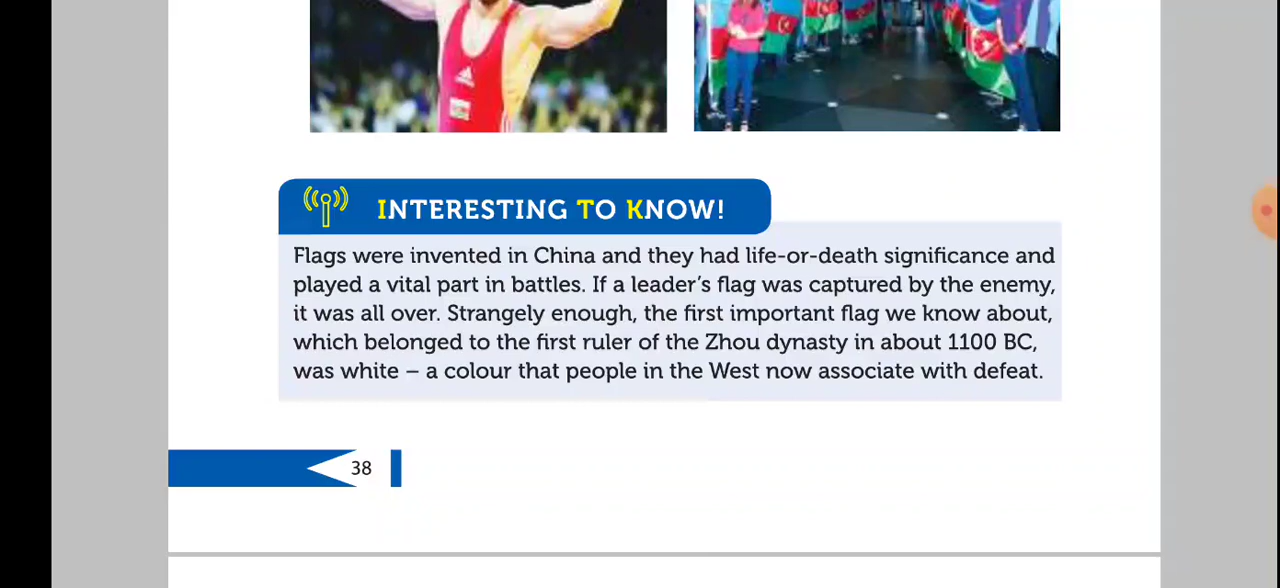 INTERESTING TO KNOW!
Flags were invented in China and they had life-or-death significance and
played a vital part in battles. If a leader's flag was captured by the enemy,
it was all over. Strangely enough, the first important flag we know about,
which belonged to the first ruler of the Zhou dynasty in about 1100 BC,
was white – a colour that people in the West now associate with defeat.
38